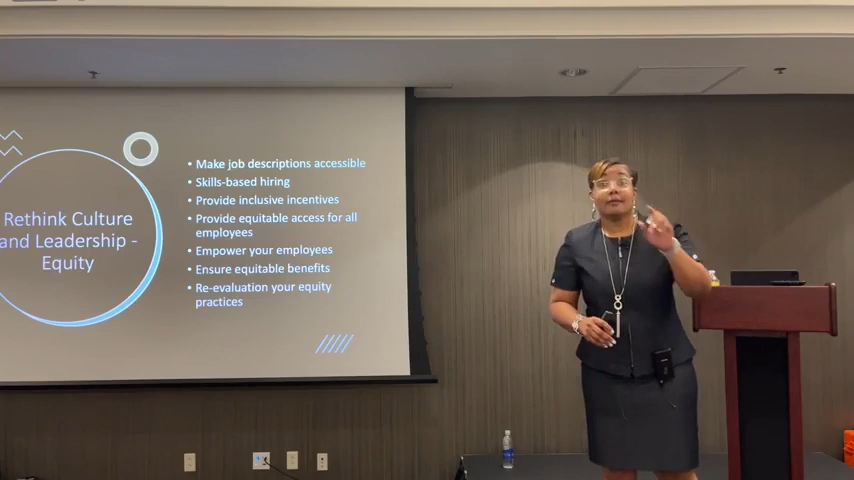 Rethink Culture
and Leadership -
Equity
• Make job descriptions accessible
• Skills-based hiring
• Provide inclusive incentives
• Provide equitable access for all
employees
• Empower your employees
• Ensure equitable benefits
• Re-evaluation your equity
practices